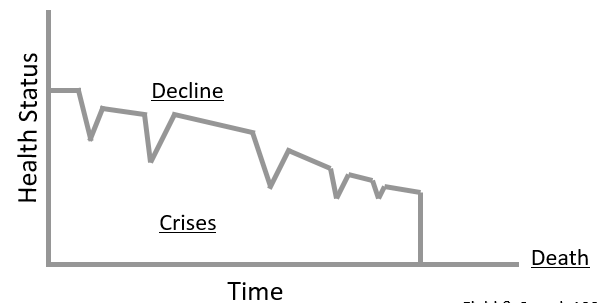 Health Status
Decline
Crises
Death
Time